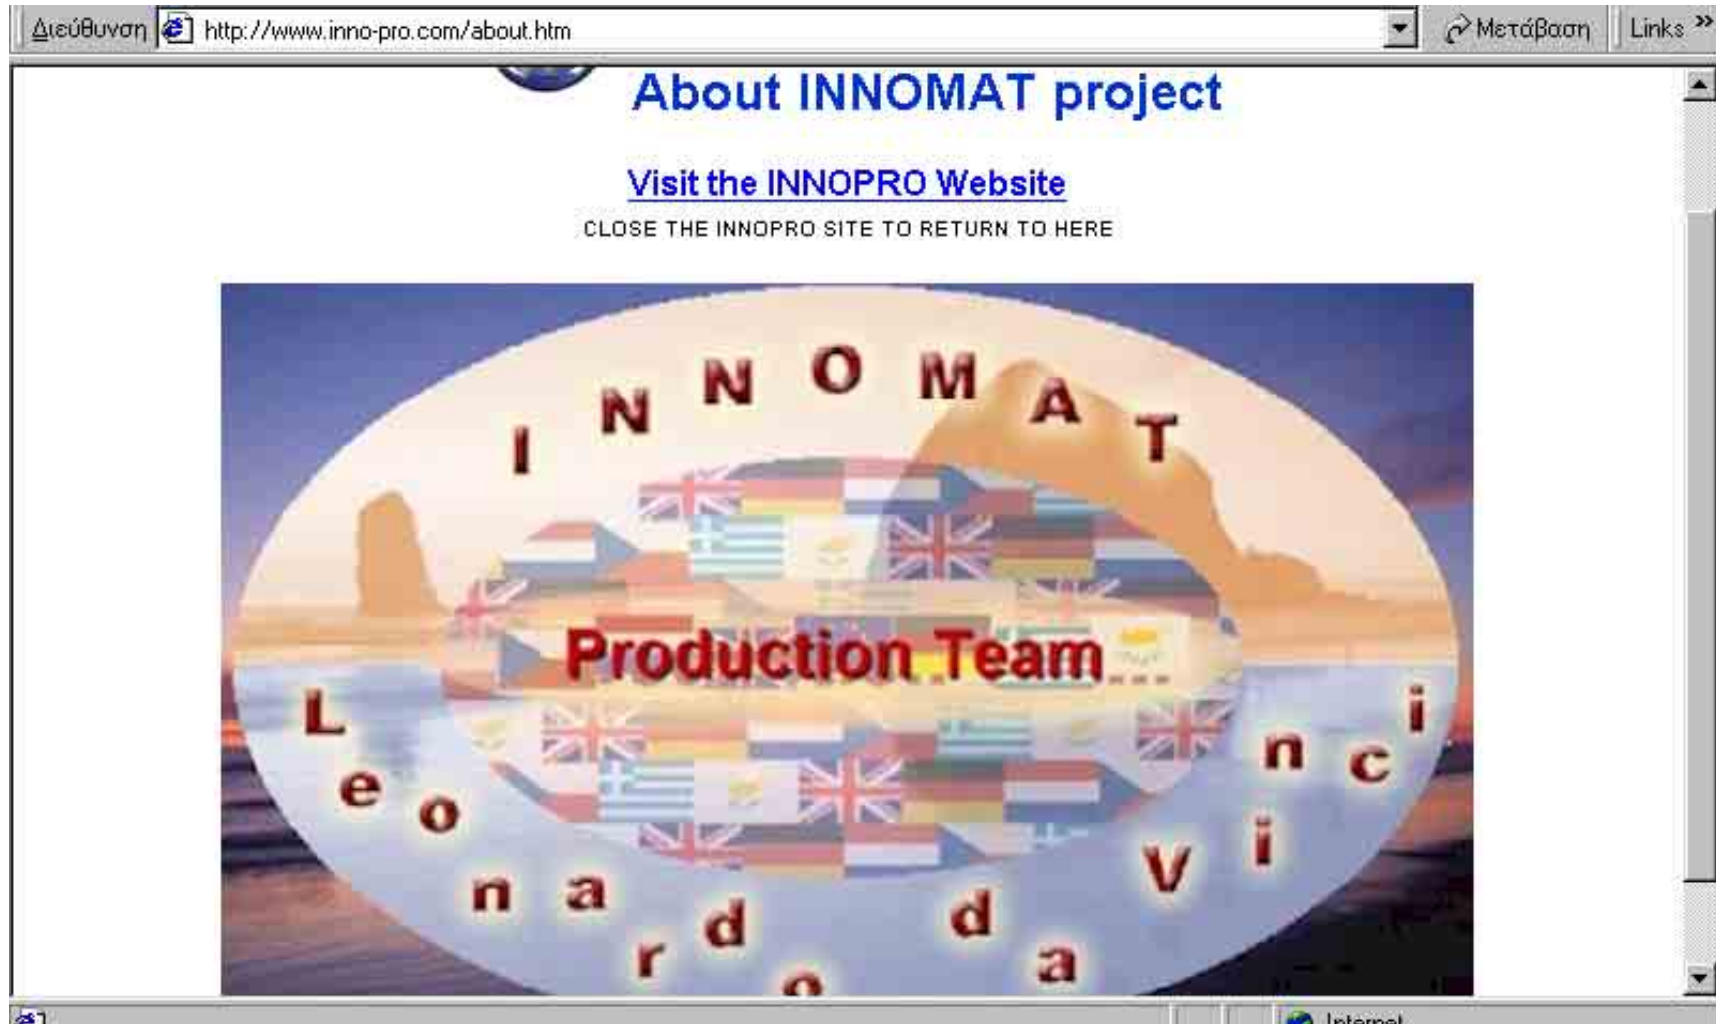 Διεύθυνση http://www.inno-pro.com/about.htm Μετάβαση Links »
About INNOMAT project
Visit the INNOPRO Website
CLOSE THE INNOPRO SITE TO RETURN TO HERE
INNOMAT
Production Team
Leonardo da Vinci
Internet